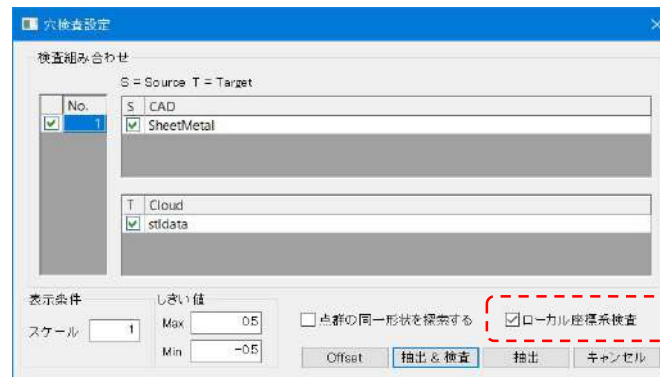 穴検査設定
検査組み合わせ
S = Source T = Target
No.
1
S CAD
SheetMetal
T Cloud
stldata
表示条件
スケール 1
しきい値
Max 0.5
Min -0.5
点群の同一形状を探索する
ローカル座標系検査
Offset 抽出 & 検査 抽出 キャンセル